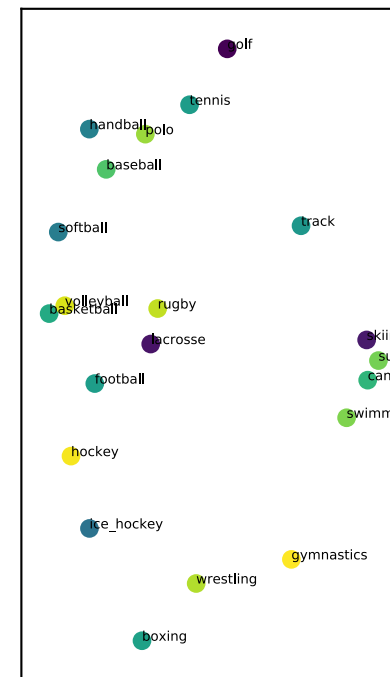 golf
tennis
handball
polo
baseball
softball
track
volleyball
basketball
rugby
lacrosse
football
hockey
ice_hockey
gymnastics
wrestling
boxing